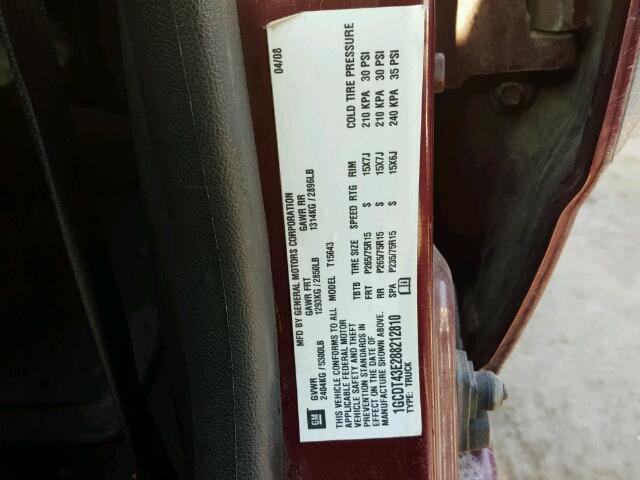 MFD BY GENERAL MOTORS CORPORATION
04/08
GVWR GAWR FRT GAWR RR
2404KG / 5300LB 1293KG / 2850LB 1314KG / 2896LB
THIS VEHICLE CONFORMS TO ALL
APPLICABLE FEDERAL MOTOR
VEHICLE SAFETY AND THEFT
PREVENTION STANDARDS IN
EFFECT ON THE DATE OF
MANUFACTURE SHOWN ABOVE.
1GCDT43E288212810
TYPE: TRUCK
MODEL T15643
TBTB TIRE SIZE SPEED RTG RIM COLD TIRE PRESSURE
FRT P265/75R15 S 15X7J 210 KPA 30 PSI
RR P265/75R15 S 15X7J 210 KPA 30 PSI
SPA P235/75R15 S 15X6J 240 KPA 35 PSI
GM